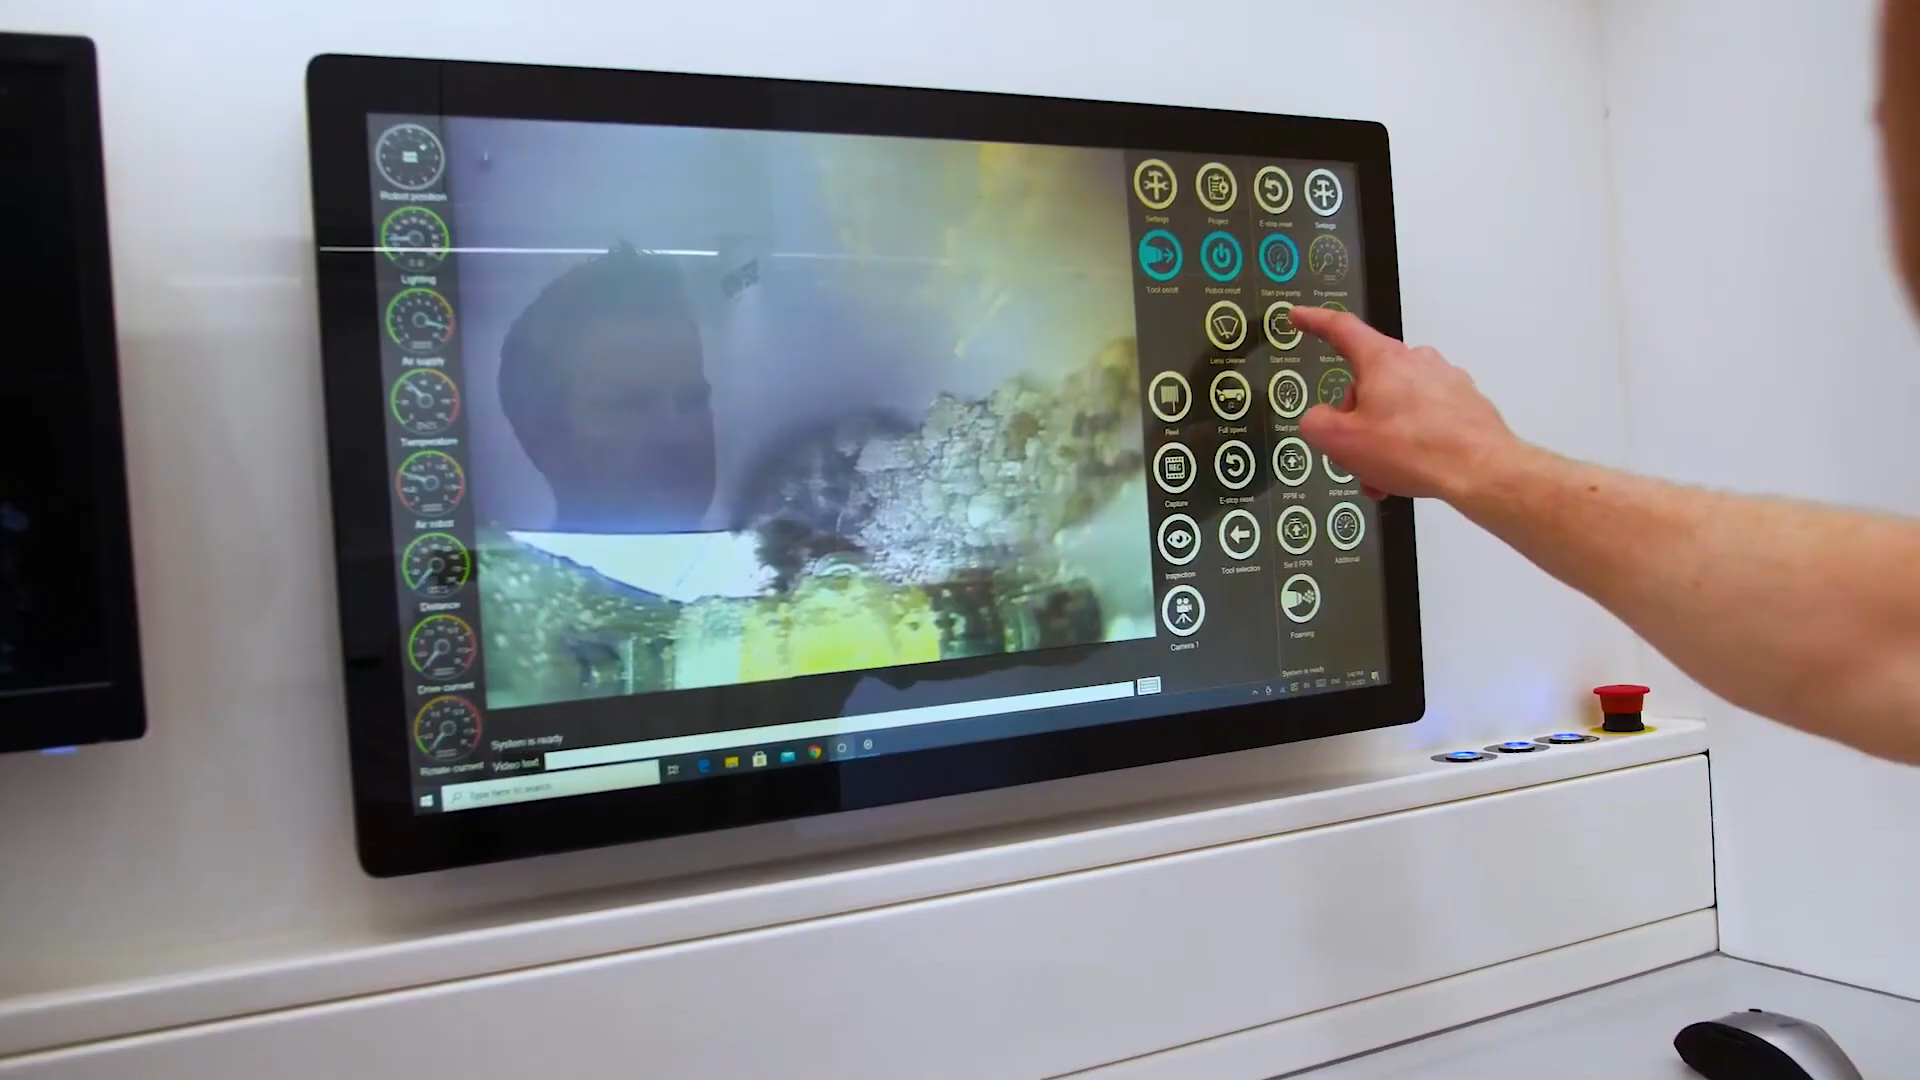 Robot position
Lighting
Air supply
Temperature
Air robot
Distance
Drive current
Rotate current
Settings
Project
E-stop reset
Settings
Tool on/off
Robot on/off
Start pre pump
Pre-pressure
Lens cleaner
Start motor
Motor
Reel
Full speed
Start
REC
Capture
E-stop reset
RPM up
RPM down
Inspection
Tool selection
Set 0 RPM
Additional
Camera 1
Foaming
System is ready
System is ready
Video text
Type here to search